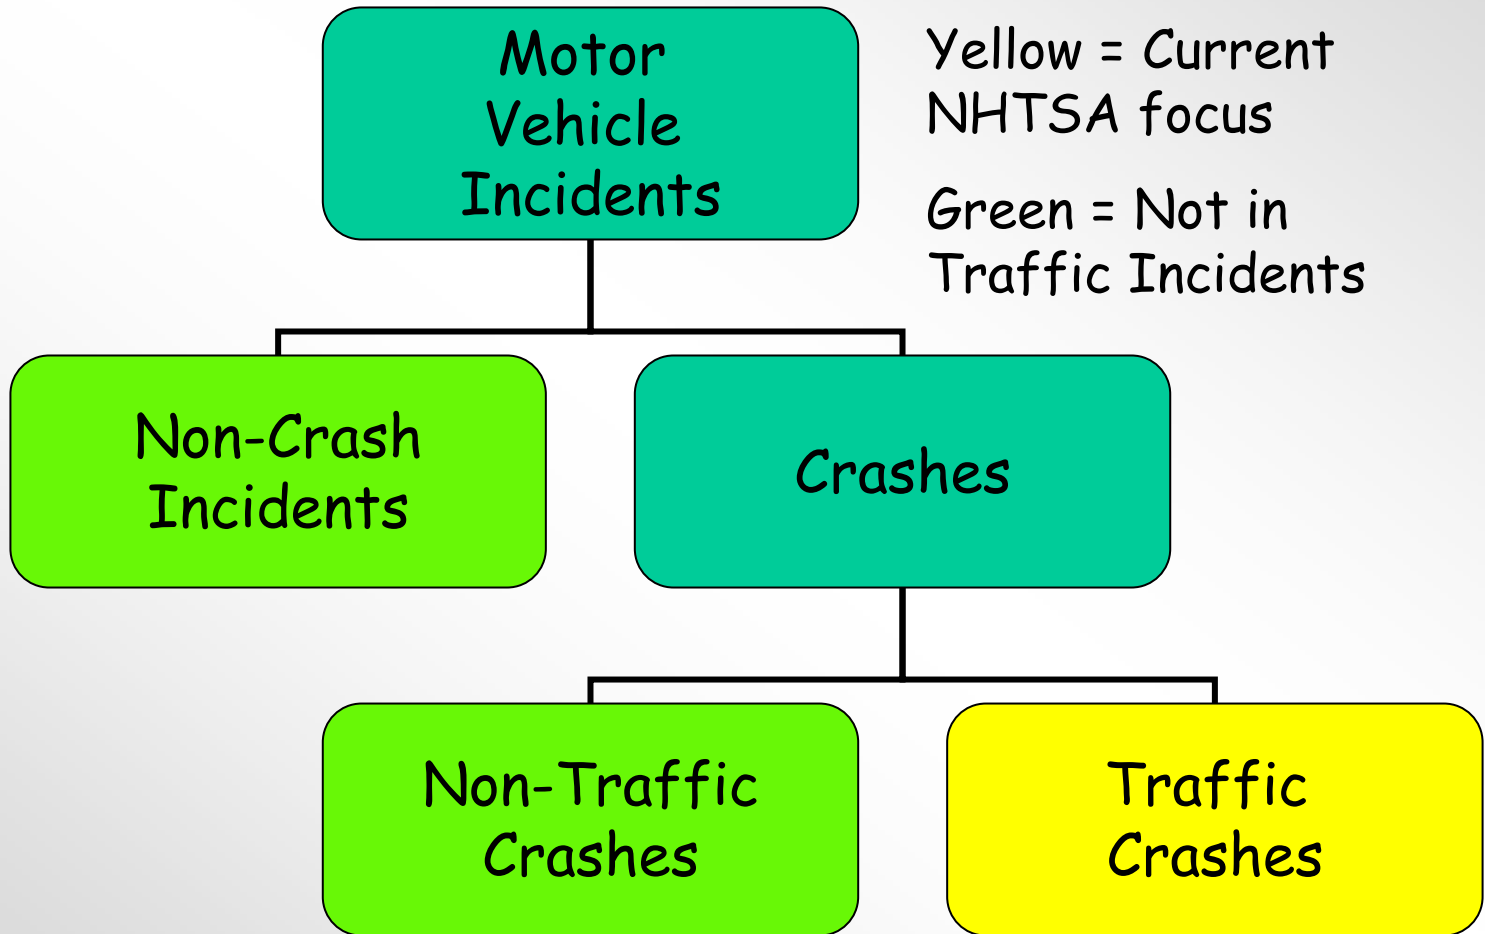 Motor
Vehicle
Incidents
Yellow = Current
NHTSA focus
Green = Not in
Traffic Incidents
Non-Crash
Incidents
Crashes
Non-Traffic
Crashes
Traffic
Crashes